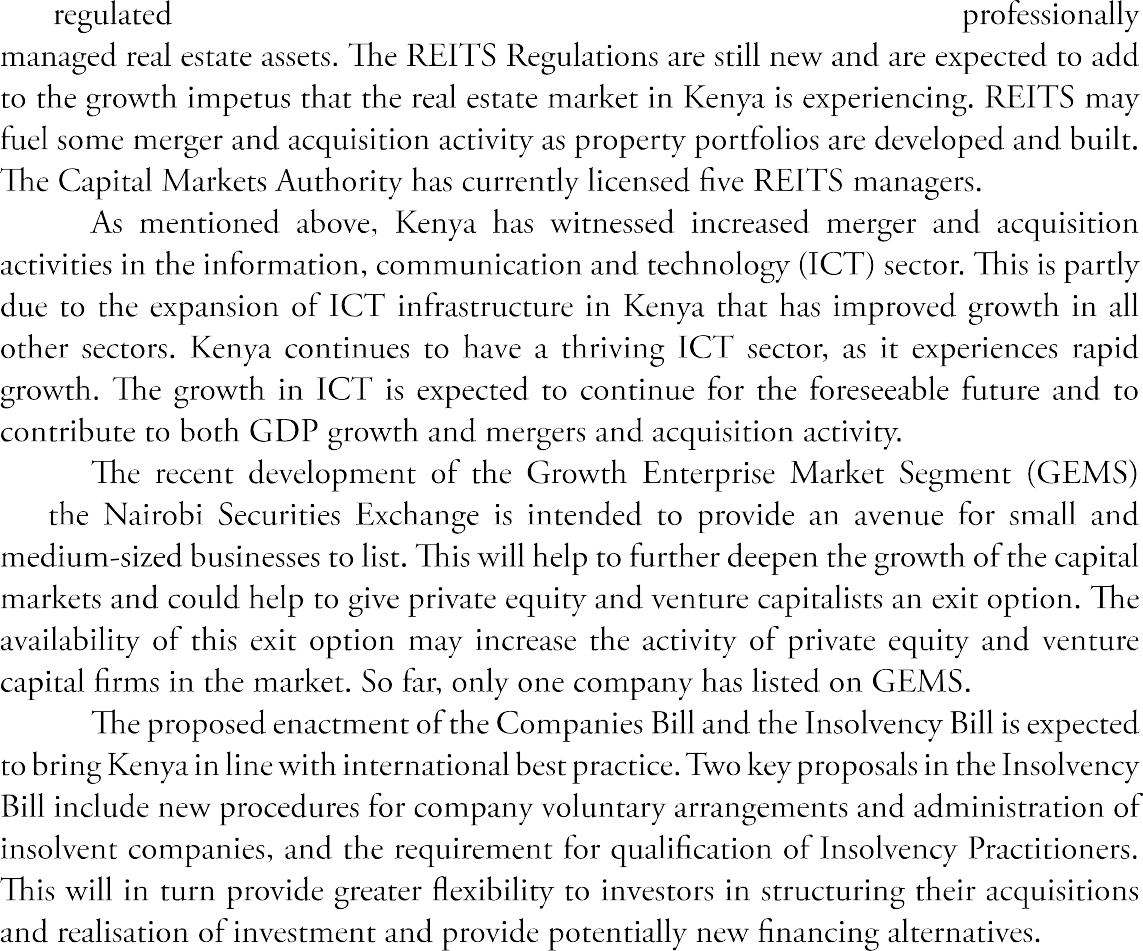 regulated professionally
managed real estate assets. The REITS Regulations are still new and are expected to add
to the growth impetus that the real estate market in Kenya is experiencing. REITS may
fuel some merger and acquisition activity as property portfolios are developed and built.
The Capital Markets Authority has currently licensed five REITS managers.
As mentioned above, Kenya has witnessed increased merger and acquisition
activities in the information, communication and technology (ICT) sector. This is partly
due to the expansion of ICT infrastructure in Kenya that has improved growth in all
other sectors. Kenya continues to have a thriving ICT sector, as it experiences rapid
growth. The growth in ICT is expected to continue for the foreseeable future and to
contribute to both GDP growth and mergers and acquisition activity.
The recent development of the Growth Enterprise Market Segment (GEMS)
the Nairobi Securities Exchange is intended to provide an avenue for small and
medium-sized businesses to list. This will help to further deepen the growth of the capital
markets and could help to give private equity and venture capitalists an exit option. The
availability of this exit option may increase the activity of private equity and venture
capital firms in the market. So far, only one company has listed on GEMS.
The proposed enactment of the Companies Bill and the Insolvency Bill is expected
to bring Kenya in line with international best practice. Two key proposals in the Insolvency
Bill include new procedures for company voluntary arrangements and administration of
insolvent companies, and the requirement for qualification of Insolvency Practitioners.
This will in turn provide greater flexibility to investors in structuring their acquisitions
and realisation of investment and provide potentially new financing alternatives.